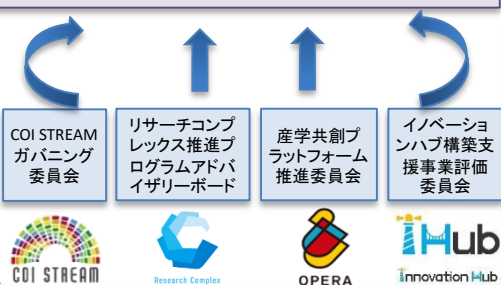 COI STREAM
ガバニング
委員会
リサーチコンプ
レックス推進プ
ログラムアドバ
イザリーボード
産学共創プ
ラットフォーム
推進委員会
イノベーショ
ンハブ構築支
援事業評価
委員会
COI STREAM
Research Complex
OPERA
iHub
innovation Hub